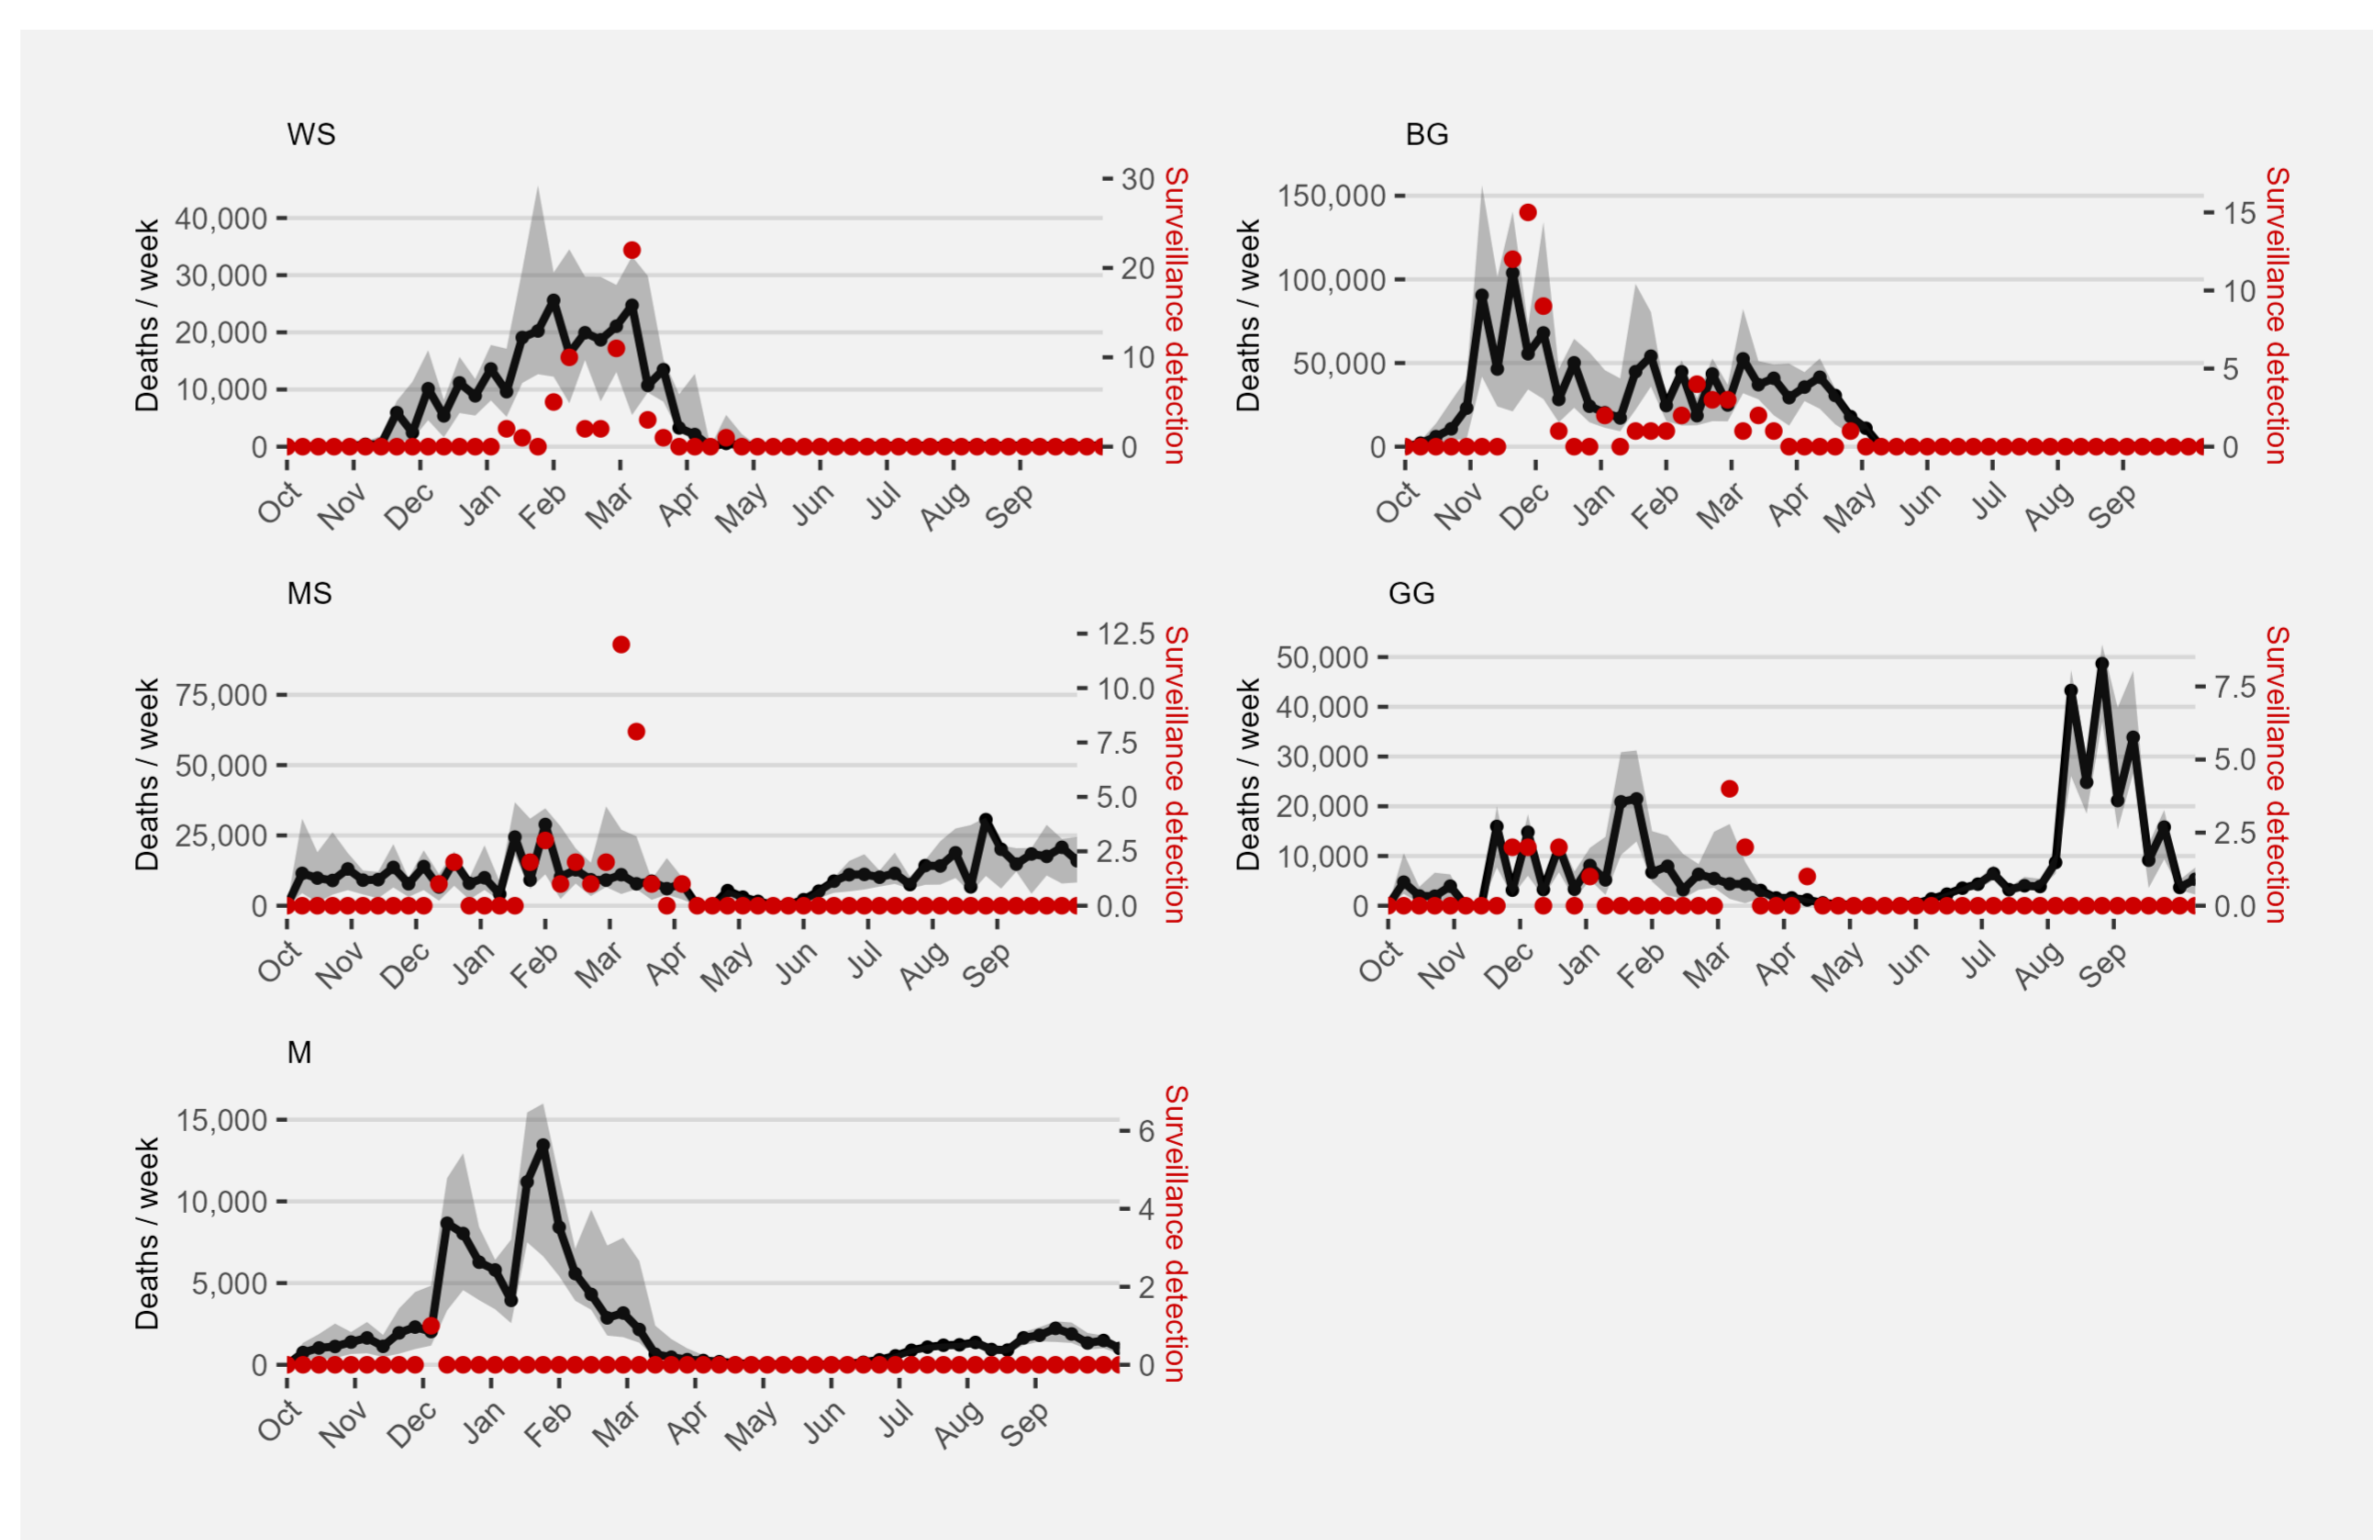 WS
Deaths / week
40,000
30,000
20,000
10,000
0
30
20
10
0
Surveillance detection
Oct Nov Dec Jan Feb Mar Apr May Jun Jul Aug Sep
BG
Deaths / week
150,000
100,000
50,000
0
15
10
5
0
Surveillance detection
Oct Nov Dec Jan Feb Mar Apr May Jun Jul Aug Sep
MS
Deaths / week
75,000
50,000
25,000
0
12.5
10.0
7.5
5.0
2.5
0.0
Surveillance detection
Oct Nov Dec Jan Feb Mar Apr May Jun Jul Aug Sep
GG
Deaths / week
50,000
40,000
30,000
20,000
10,000
0
7.5
5.0
2.5
0.0
Surveillance detection
Oct Nov Dec Jan Feb Mar Apr May Jun Jul Aug Sep
M
Deaths / week
15,000
10,000
5,000
0
6
4
2
0
Surveillance detection
Oct Nov Dec Jan Feb Mar Apr May Jun Jul Aug Sep